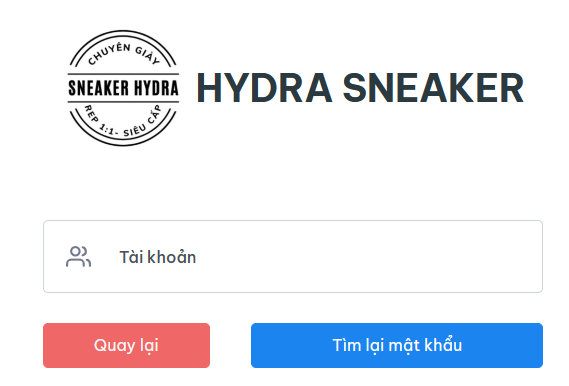 CHUYÊN GIÀY
SNEAKER HYDRA
REP 1:1- SIÊU CẤP
HYDRA SNEAKER
Tài khoản
Quay lại
Tìm lại mật khẩu